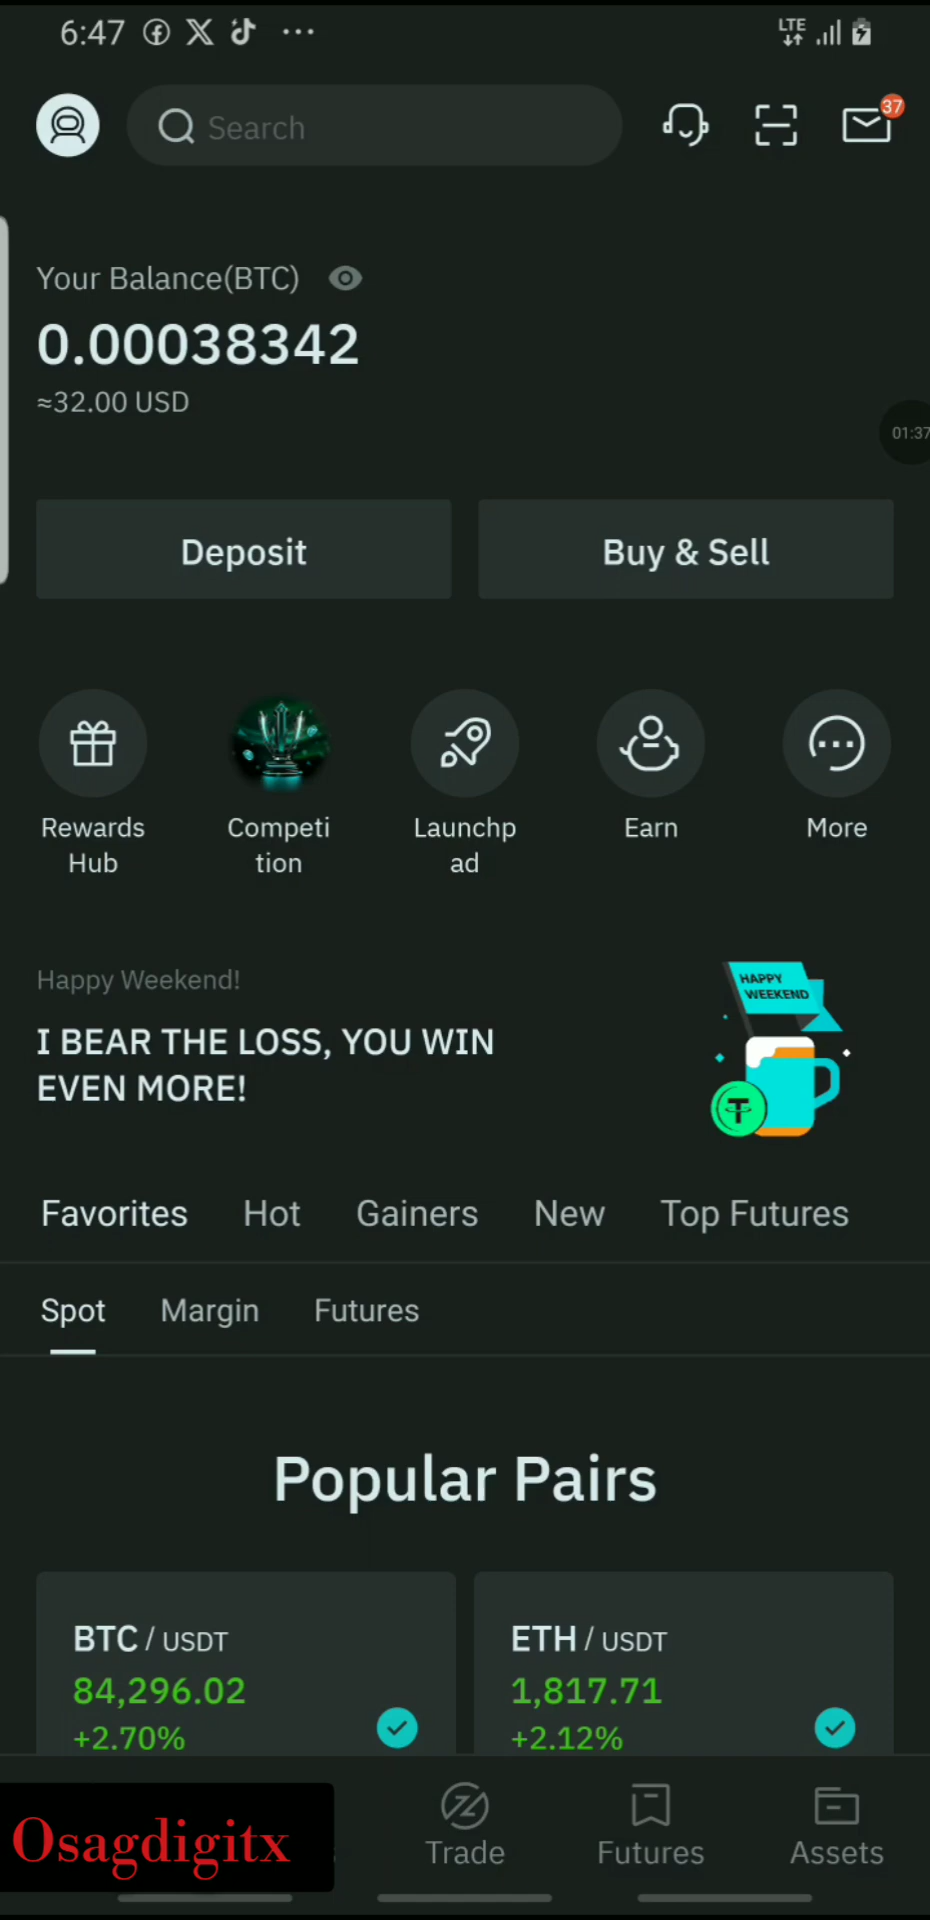 6:47
LTE
Search
37
Your Balance(BTC)
0.00038342
≈32.00 USD
01:37
Deposit
Buy & Sell
Rewards
Hub
Competi
tion
Launchp
ad
Earn
More
Happy Weekend!
I BEAR THE LOSS, YOU WIN
EVEN MORE!
HAPPY
WEEKEND
Favorites Hot Gainers New Top Futures
Spot Margin Futures
Popular Pairs
BTC / USDT
84,296.02
+2.70%
ETH / USDT
1,817.71
+2.12%
Osagdigitx
Trade
Futures
Assets